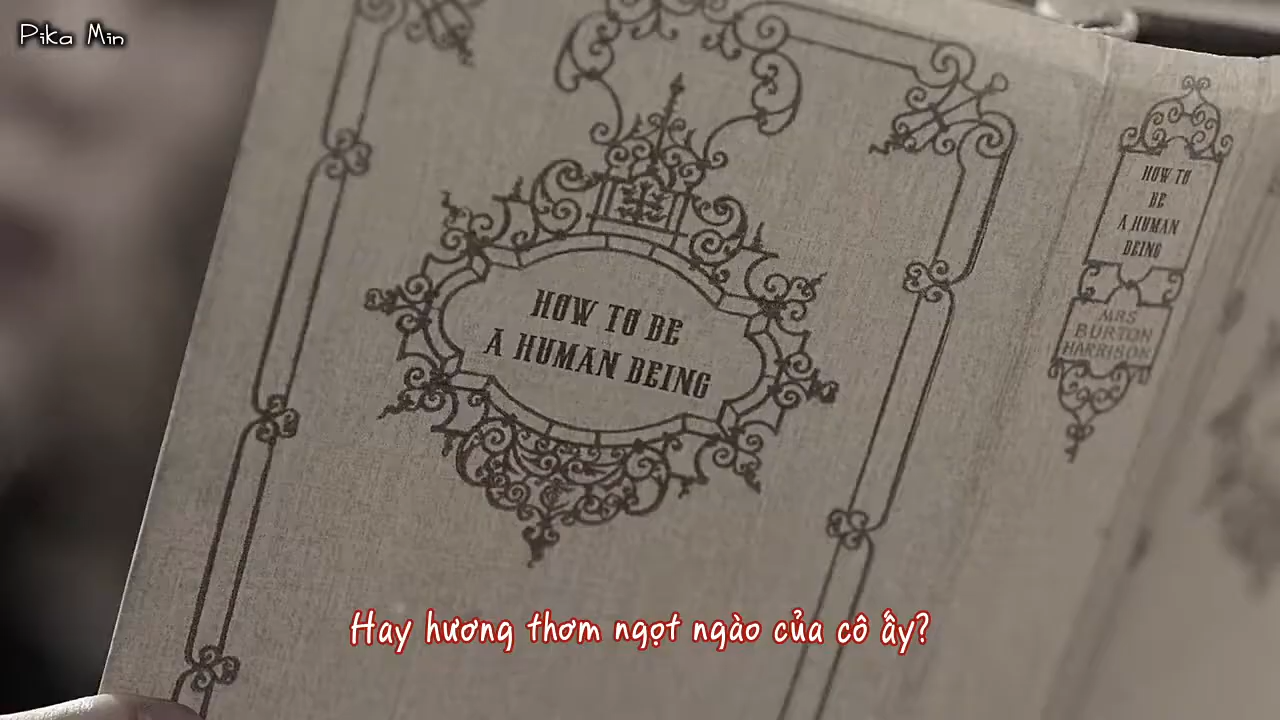 Pika Min
HOW TO BE
A HUMAN BEING
HOW TO
BE
A HUMAN
BEING
MRS
BURTON
HARRISON
Hay hương thơm ngọt ngào của cô ấy?